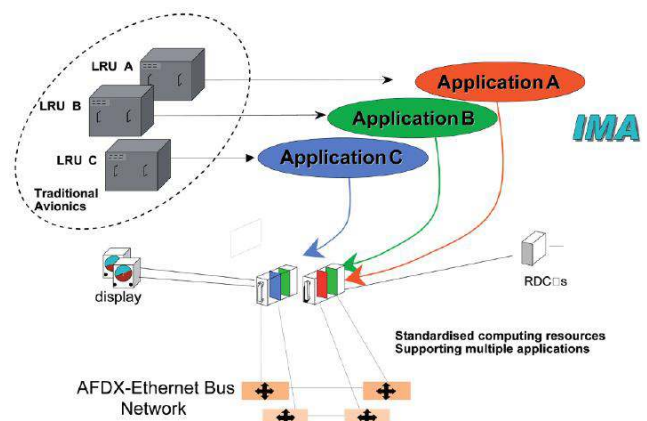 LRU A
LRU B
LRU C
Traditional
Avionics
Application A
Application B
Application C
IMA
display
RDC□s
Standardised computing resources
Supporting multiple applications
AFDX-Ethernet Bus
Network